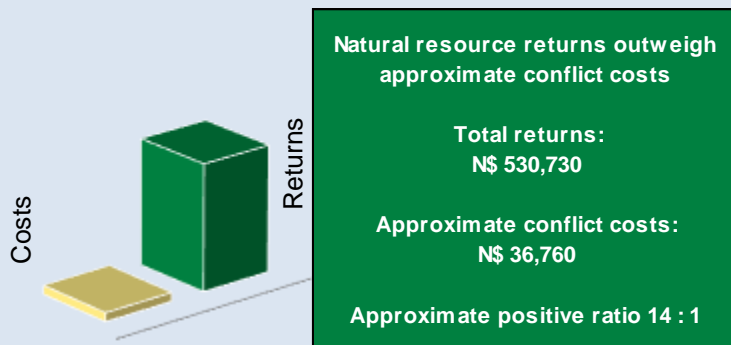 Costs
Returns
Natural resource returns outweigh
approximate conflict costs
Total returns:
N$ 530,730
Approximate conflict costs:
N$ 36,760
Approximate positive ratio 14 : 1